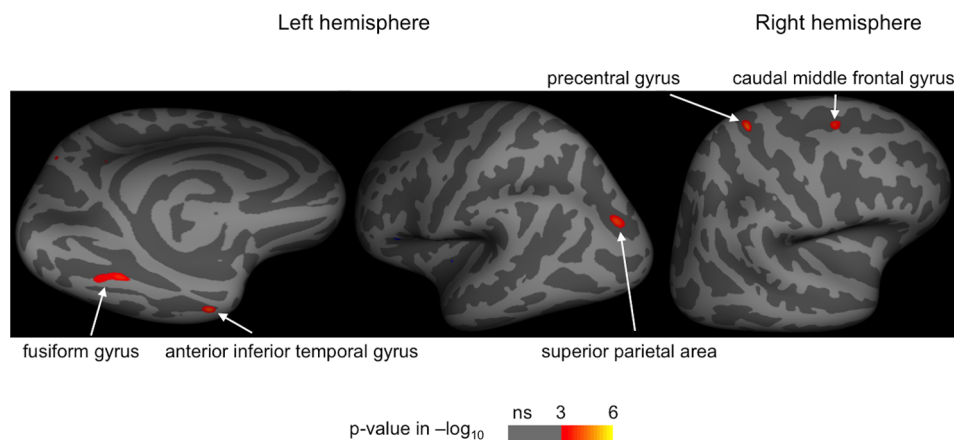 Left hemisphere
Right hemisphere
precentral gyrus
caudal middle frontal gyrus
fusiform gyrus
anterior inferior temporal gyrus
superior parietal area
ns 3 6
p-value in –log10